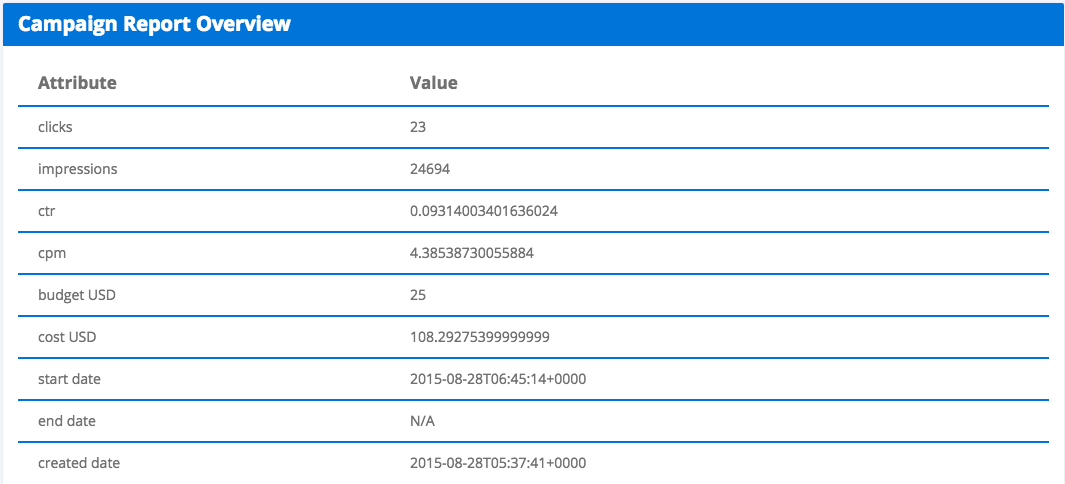 Campaign Report Overview
Attribute Value
clicks 23
impressions 24694
ctr 0.09314003401636024
cpm 4.38538730055884
budget USD 25
cost USD 108.29275399999999
start date 2015-08-28T06:45:14+0000
end date N/A
created date 2015-08-28T05:37:41+0000